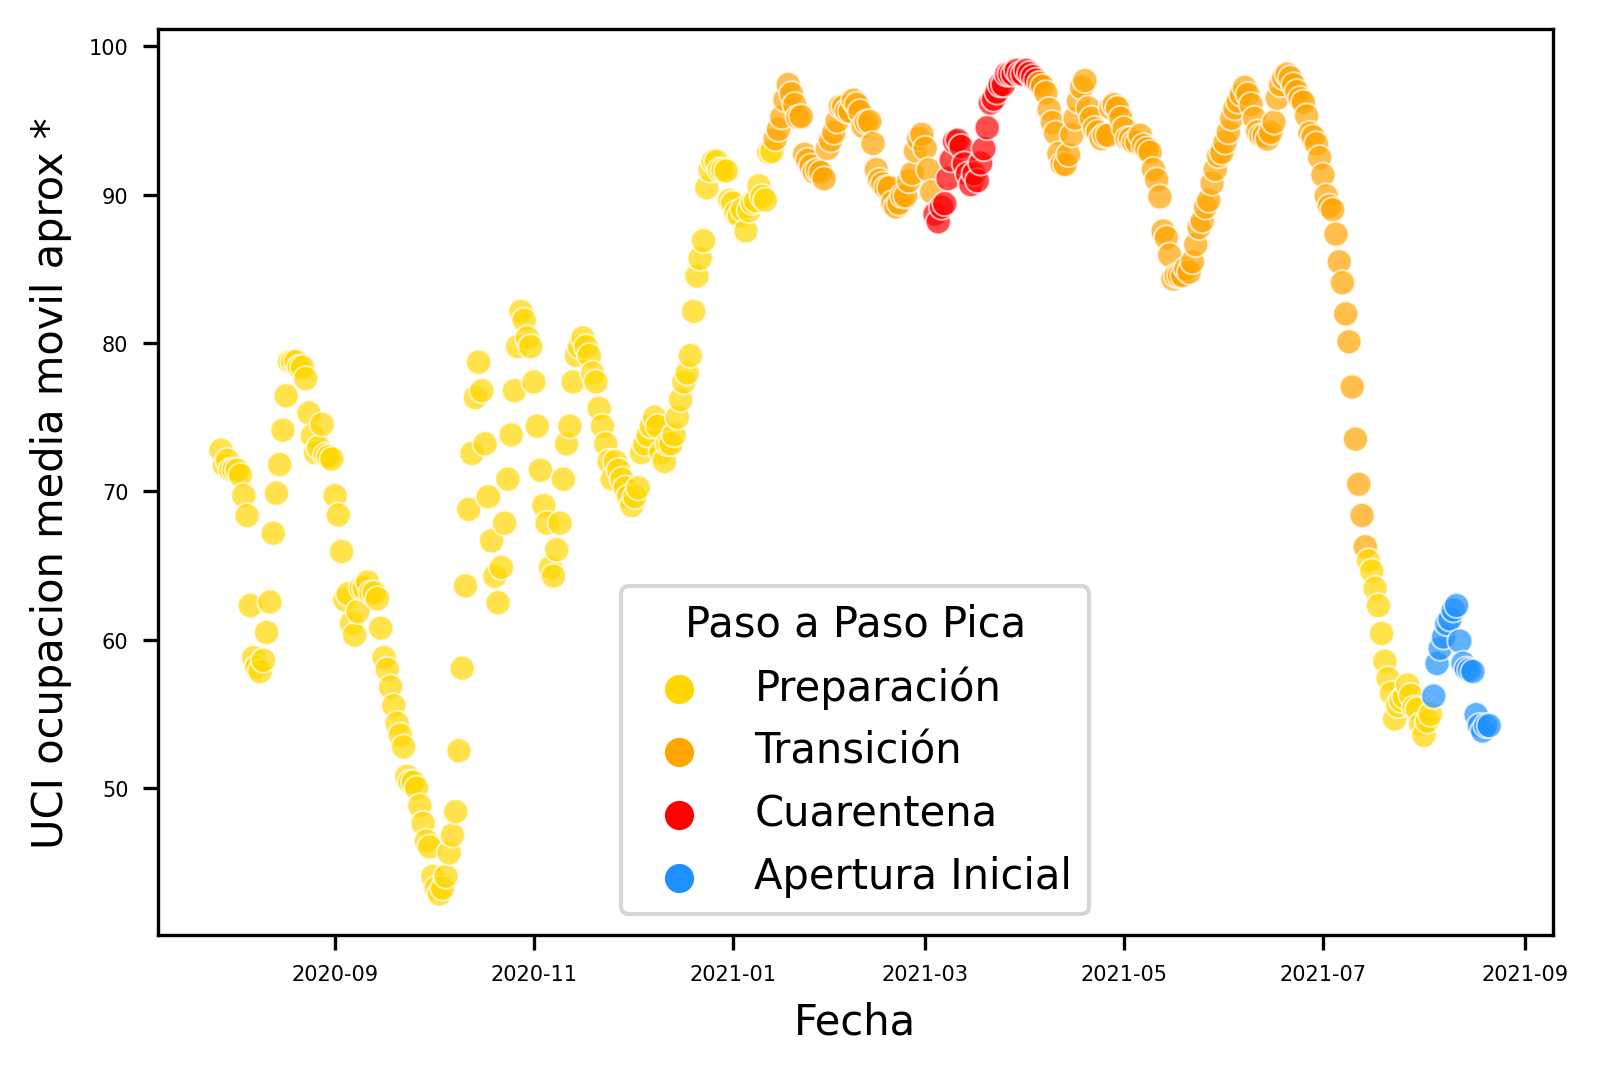 UCI ocupacion media movil aprox *
100
90
80
70
60
50
Paso a Paso Pica
Preparación
Transición
Cuarentena
Apertura Inicial
2020-09
2020-11
2021-01
2021-03
2021-05
2021-07
2021-09
Fecha